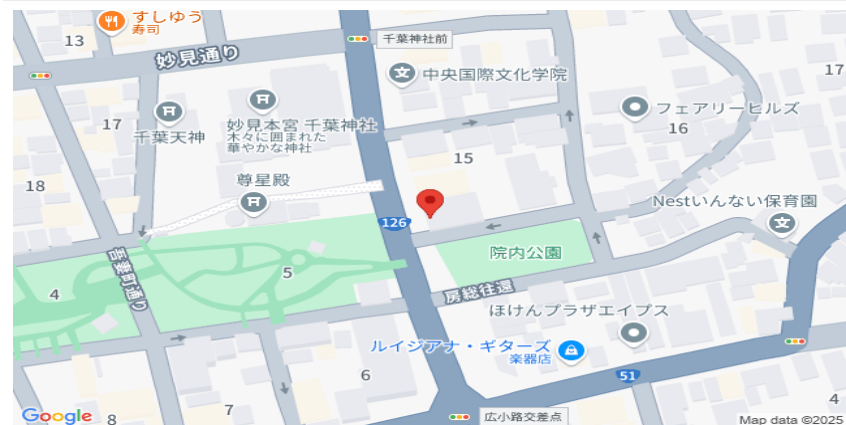 すしゆう
寿司
13
妙見通り
千葉神社前
中央国際文化学院
17
フェアリーヒルズ
16
17
千葉天神
妙見本宮 千葉神社
木々に囲まれた
華やかな神社
15
18
尊星殿
Nestいんない保育園
126
院内公園
吾妻町通り
5
4
房総往還
ほけんプラザエイプス
ルイジアナ・ギターズ
楽器店
6
51
7
8
4
Google
広小路交差点
Map data ©2025